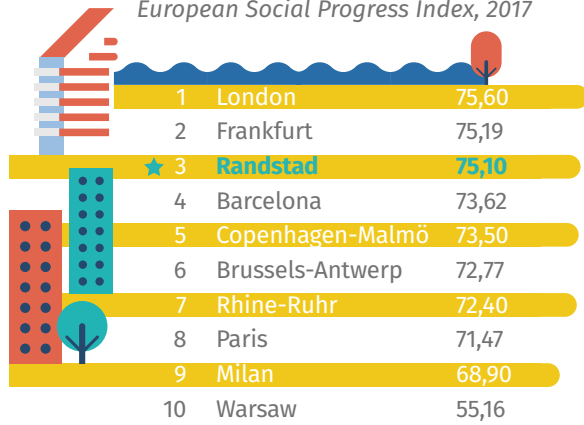 European Social Progress Index, 2017
1 London 75,60
2 Frankfurt 75,19
3 Randstad 75,10
4 Barcelona 73,62
5 Copenhagen-Malmö 73,50
6 Brussels-Antwerp 72,77
7 Rhine-Ruhr 72,40
8 Paris 71,47
9 Milan 68,90
10 Warsaw 55,16